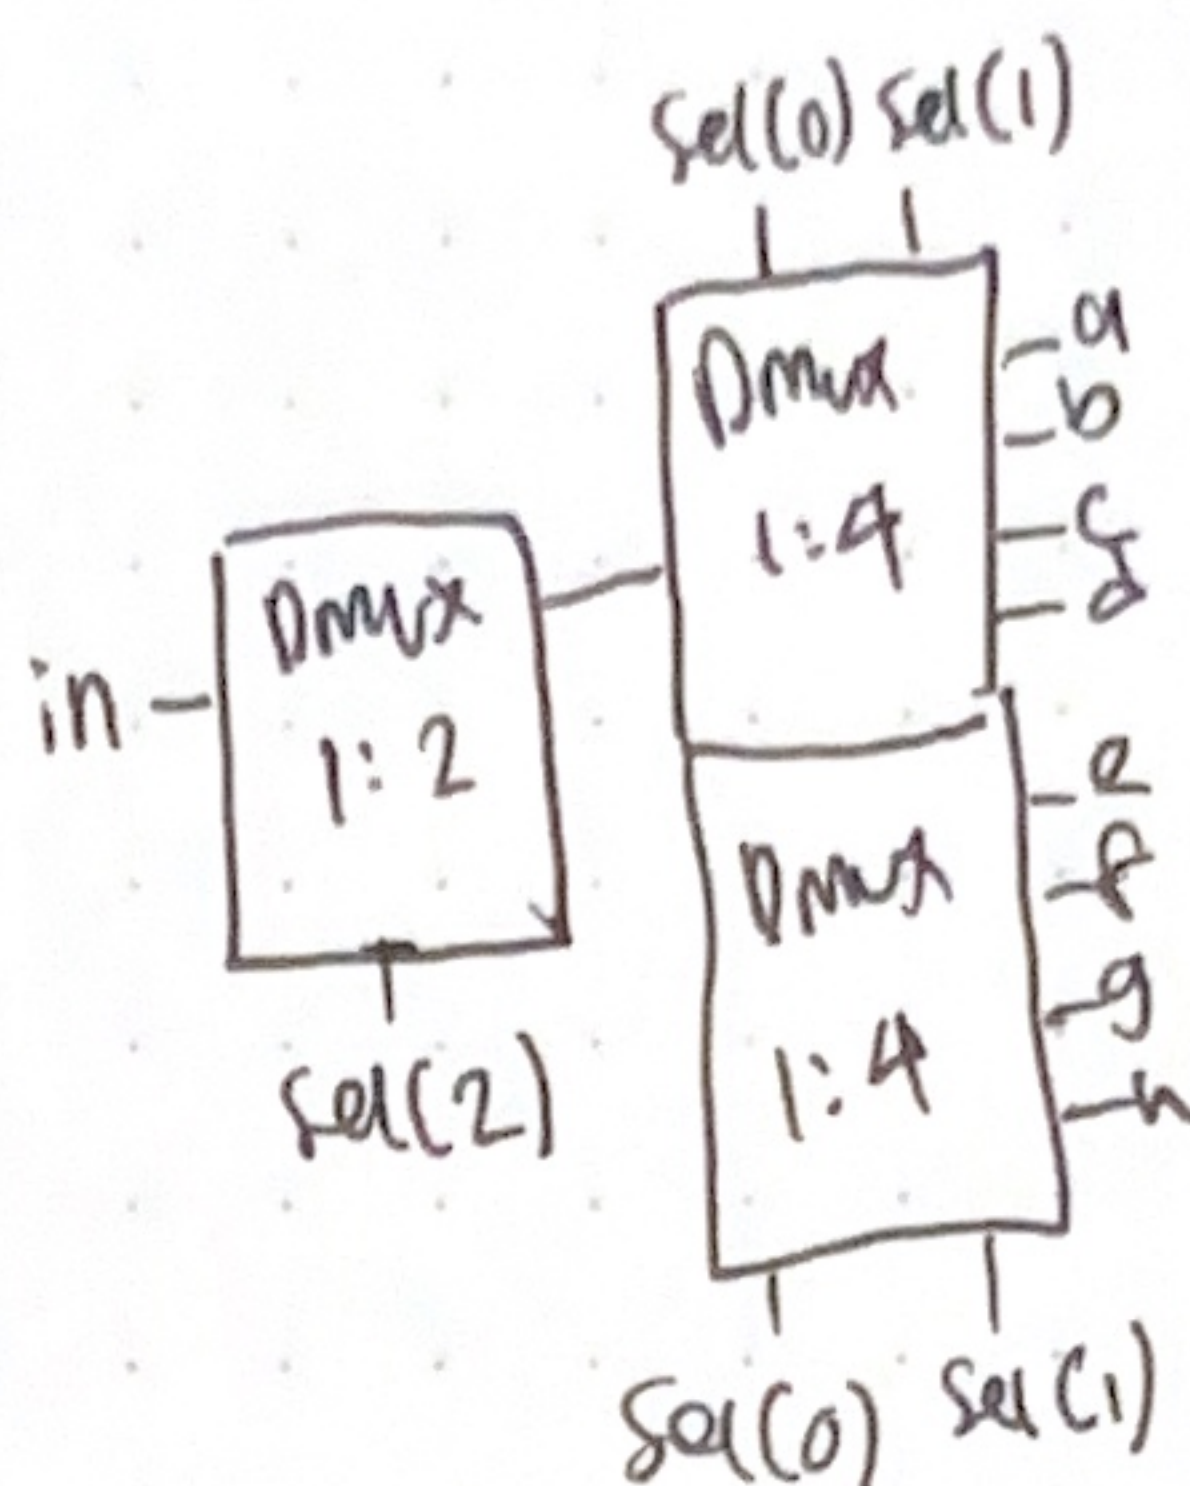 sel(0) sel(1)
Dmux
1:4
a
b
c
d
Dmux
1:2
in
sel(2)
Dmux
1:4
e
f
g
h
sel(0) sel(1)